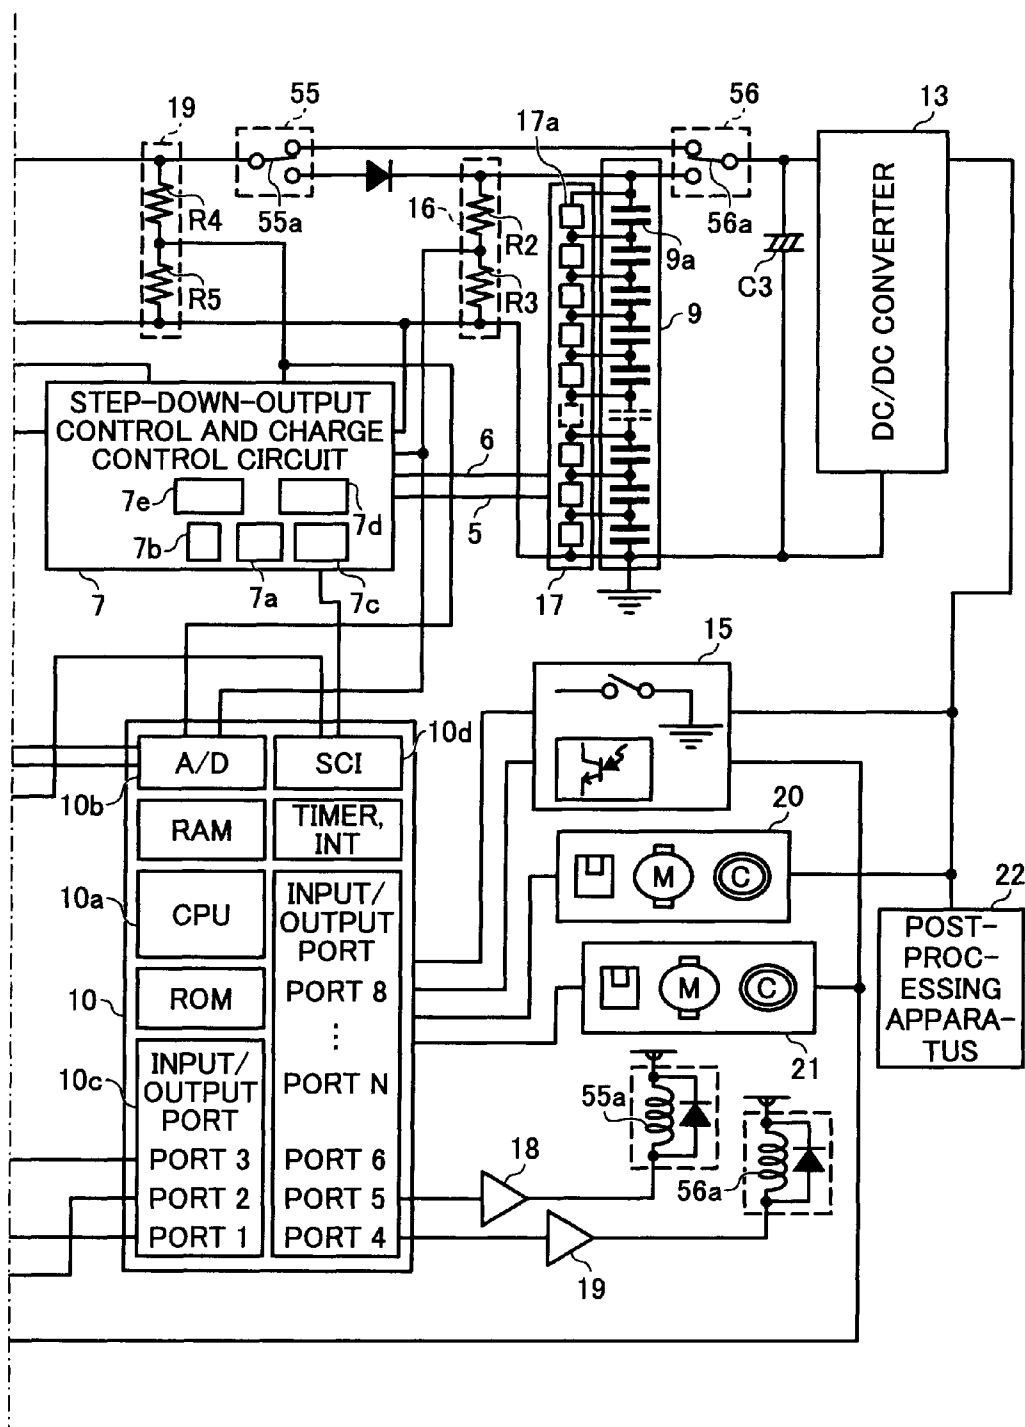 55
56
13
19
17a
R4
55a
16
R2
9a
56a
C3
R5
R3
9
DC/DC CONVERTER
STEP-DOWN-OUTPUT
CONTROL AND CHARGE
CONTROL CIRCUIT
6
7e
7d
5
7b
7
7a
7c
17
15
A/D
SCI
10d
10b
RAM
TIMER,
INT
20
10a
CPU
INPUT/
OUTPUT
PORT
M
C
22
POST-
PROC-
ESSING
APPARA-
TUS
10
ROM
PORT 8
M
C
21
10c
INPUT/
OUTPUT
PORT
PORT N
55a
PORT 3
PORT 6
18
56a
PORT 2
PORT 5
PORT 1
PORT 4
19